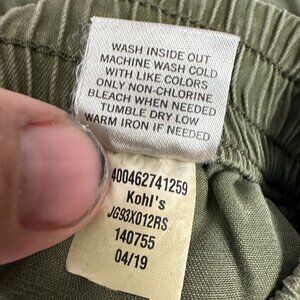 WASH INSIDE OUT
MACHINE WASH COLD
WITH LIKE COLORS
ONLY NON-CHLORINE
BLEACH WHEN NEEDED
TUMBLE DRY LOW
WARM IRON IF NEEDED
400462741259
Kohl's
JG93X012RS
140755
04/19